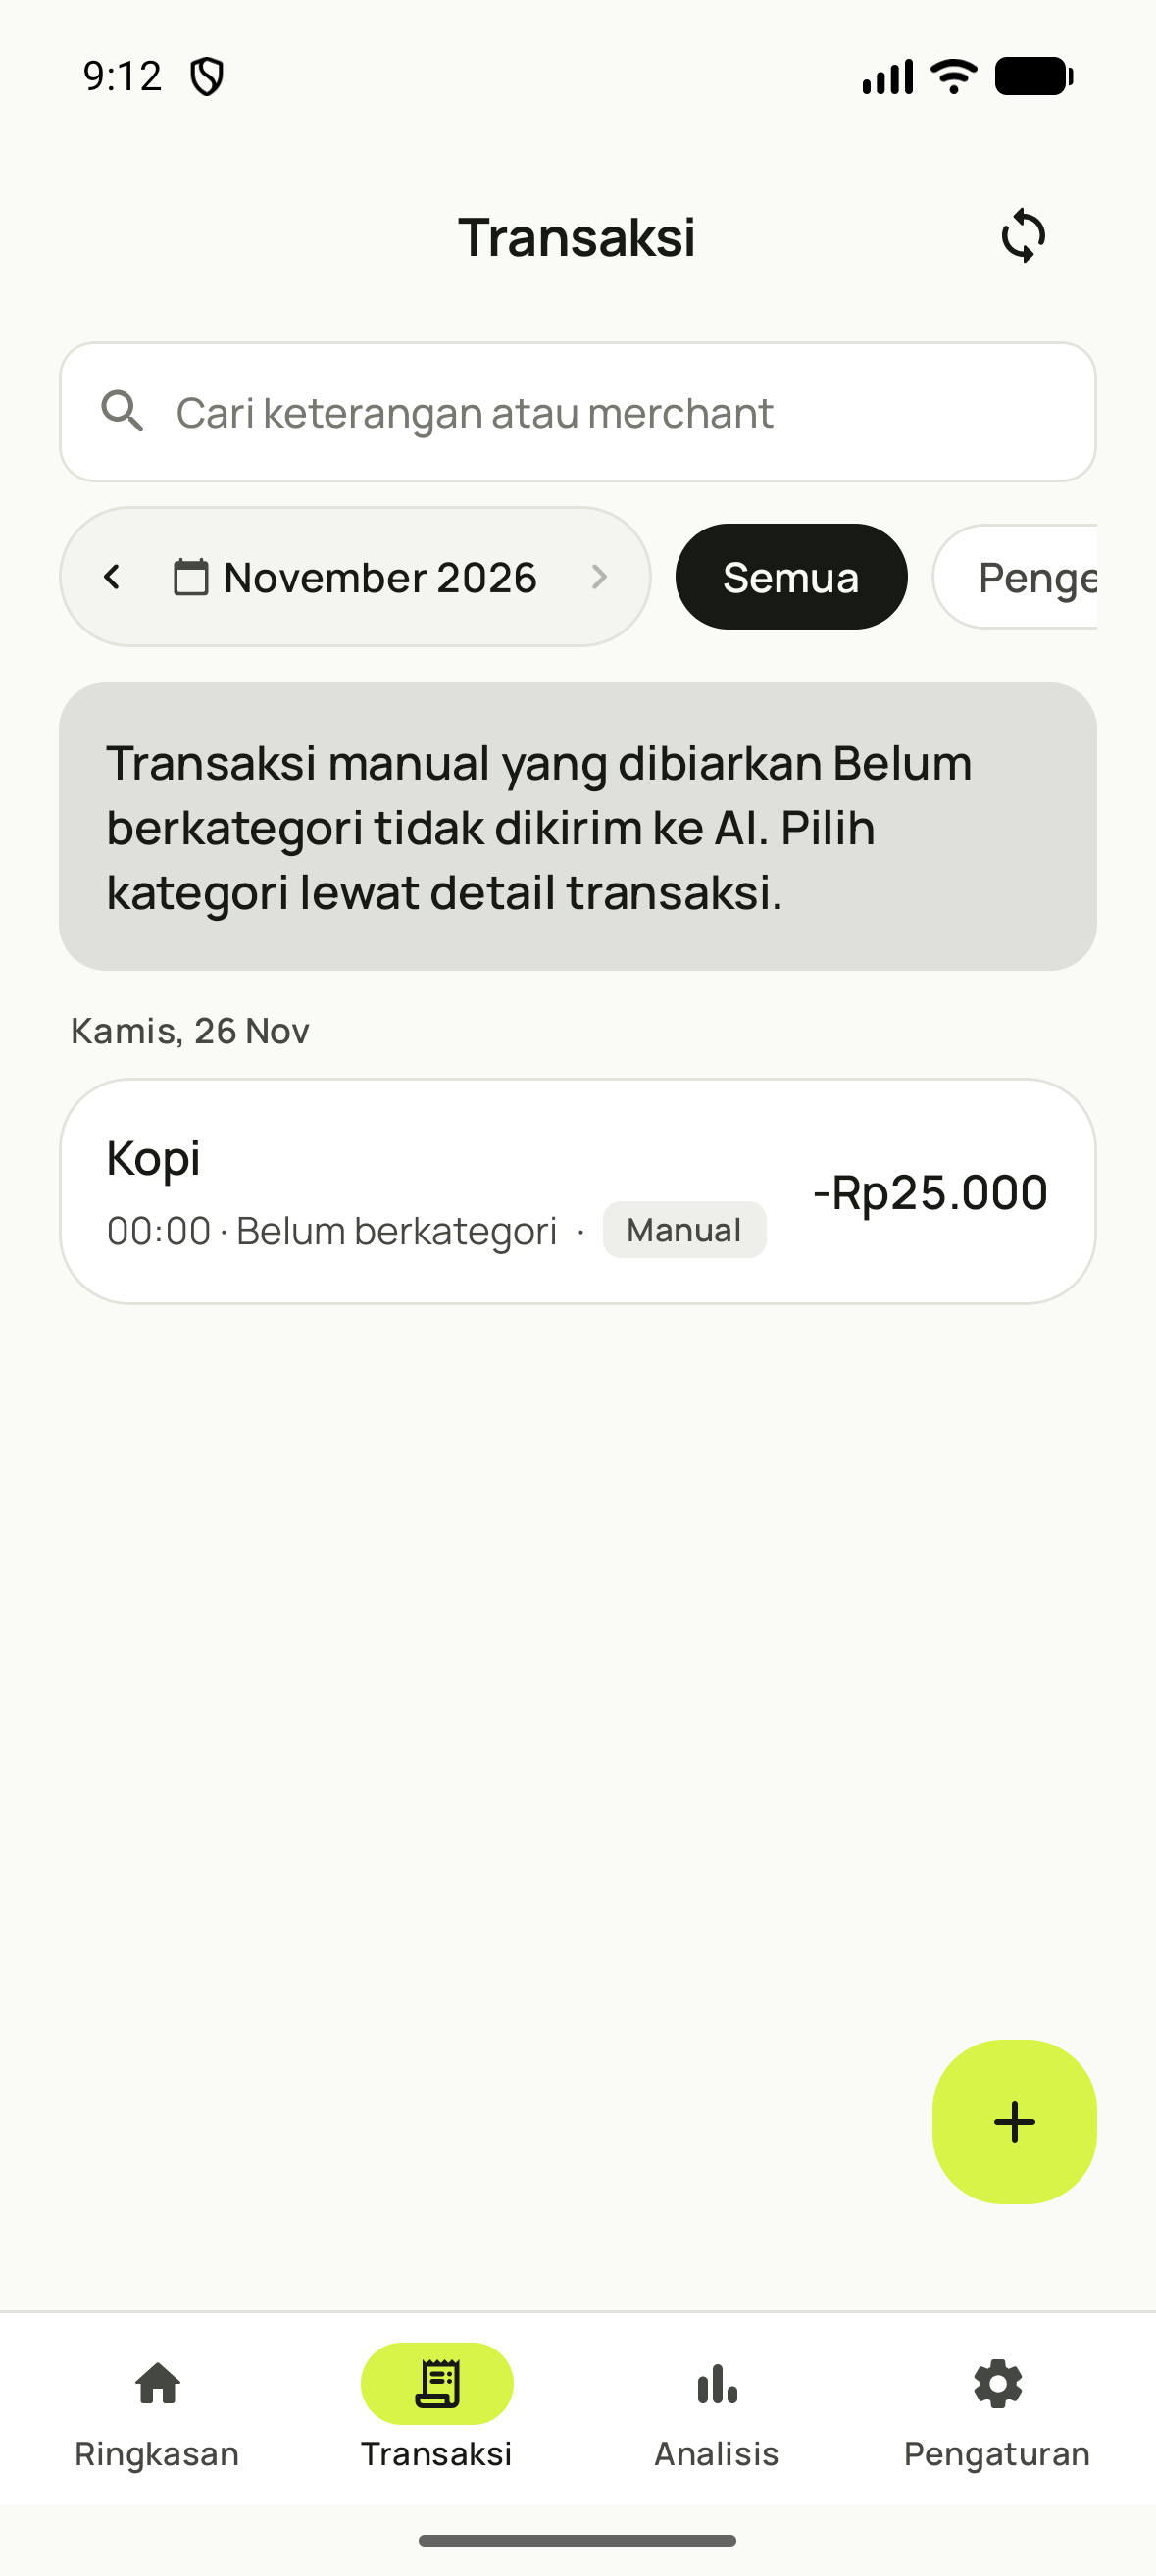 9:12
Transaksi
Cari keterangan atau merchant
November 2026
Semua
Penge
Transaksi manual yang dibiarkan Belum
berkategori tidak dikirim ke AI. Pilih
kategori lewat detail transaksi.
Kamis, 26 Nov
Kopi
-Rp25.000
00:00 · Belum berkategori · Manual
Ringkasan
Transaksi
Analisis
Pengaturan